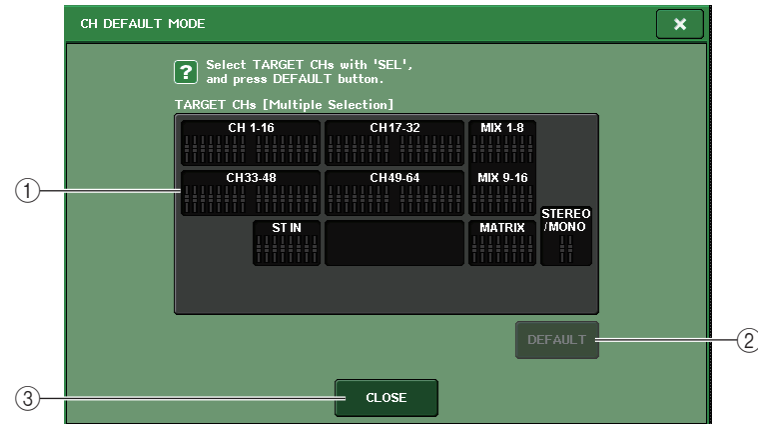 CH DEFAULT MODE
×
? Select TARGET CHs with 'SEL',
and press DEFAULT button.
TARGET CHs [Multiple Selection]
CH 1-16 CH17-32 MIX 1-8
① CH33-48 CH49-64 MIX 9-16
ST IN MATRIX STEREO
/MONO
DEFAULT ②
③ CLOSE